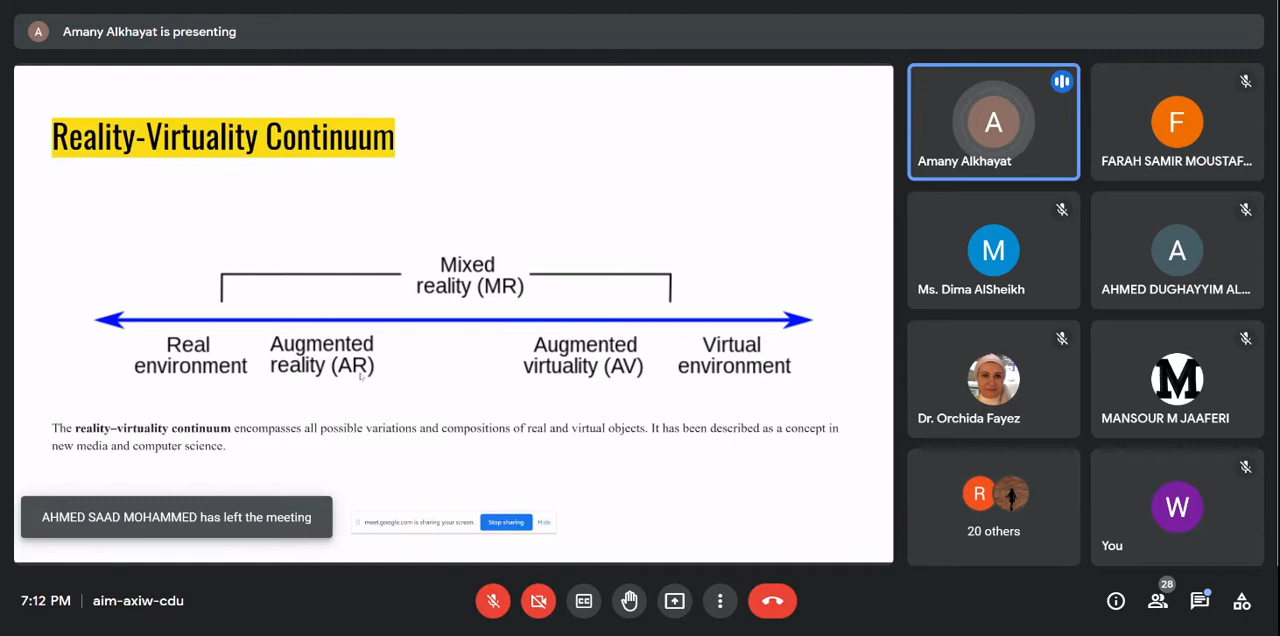 A
Amany Alkhayat is presenting
Reality-Virtuality Continuum
Mixed
reality (MR)
Real
environment
Augmented
reality (AR)
Augmented
virtuality (AV)
Virtual
environment
The reality–virtuality continuum encompasses all possible variations and compositions of real and virtual objects. It has been described as a concept in
new media and computer science.
AHMED SAAD MOHAMMED has left the meeting
meet.google.com is sharing your screen.
Stop sharing
Hide
A
Amany Alkhayat
F
FARAH SAMIR MOUSTAF...
M
Ms. Dima AlSheikh
A
AHMED DUGHAYYIM AL...
Dr. Orchida Fayez
M
MANSOUR M JAAFERI
R
20 others
W
You
7:12 PM | aim-axiw-cdu
28